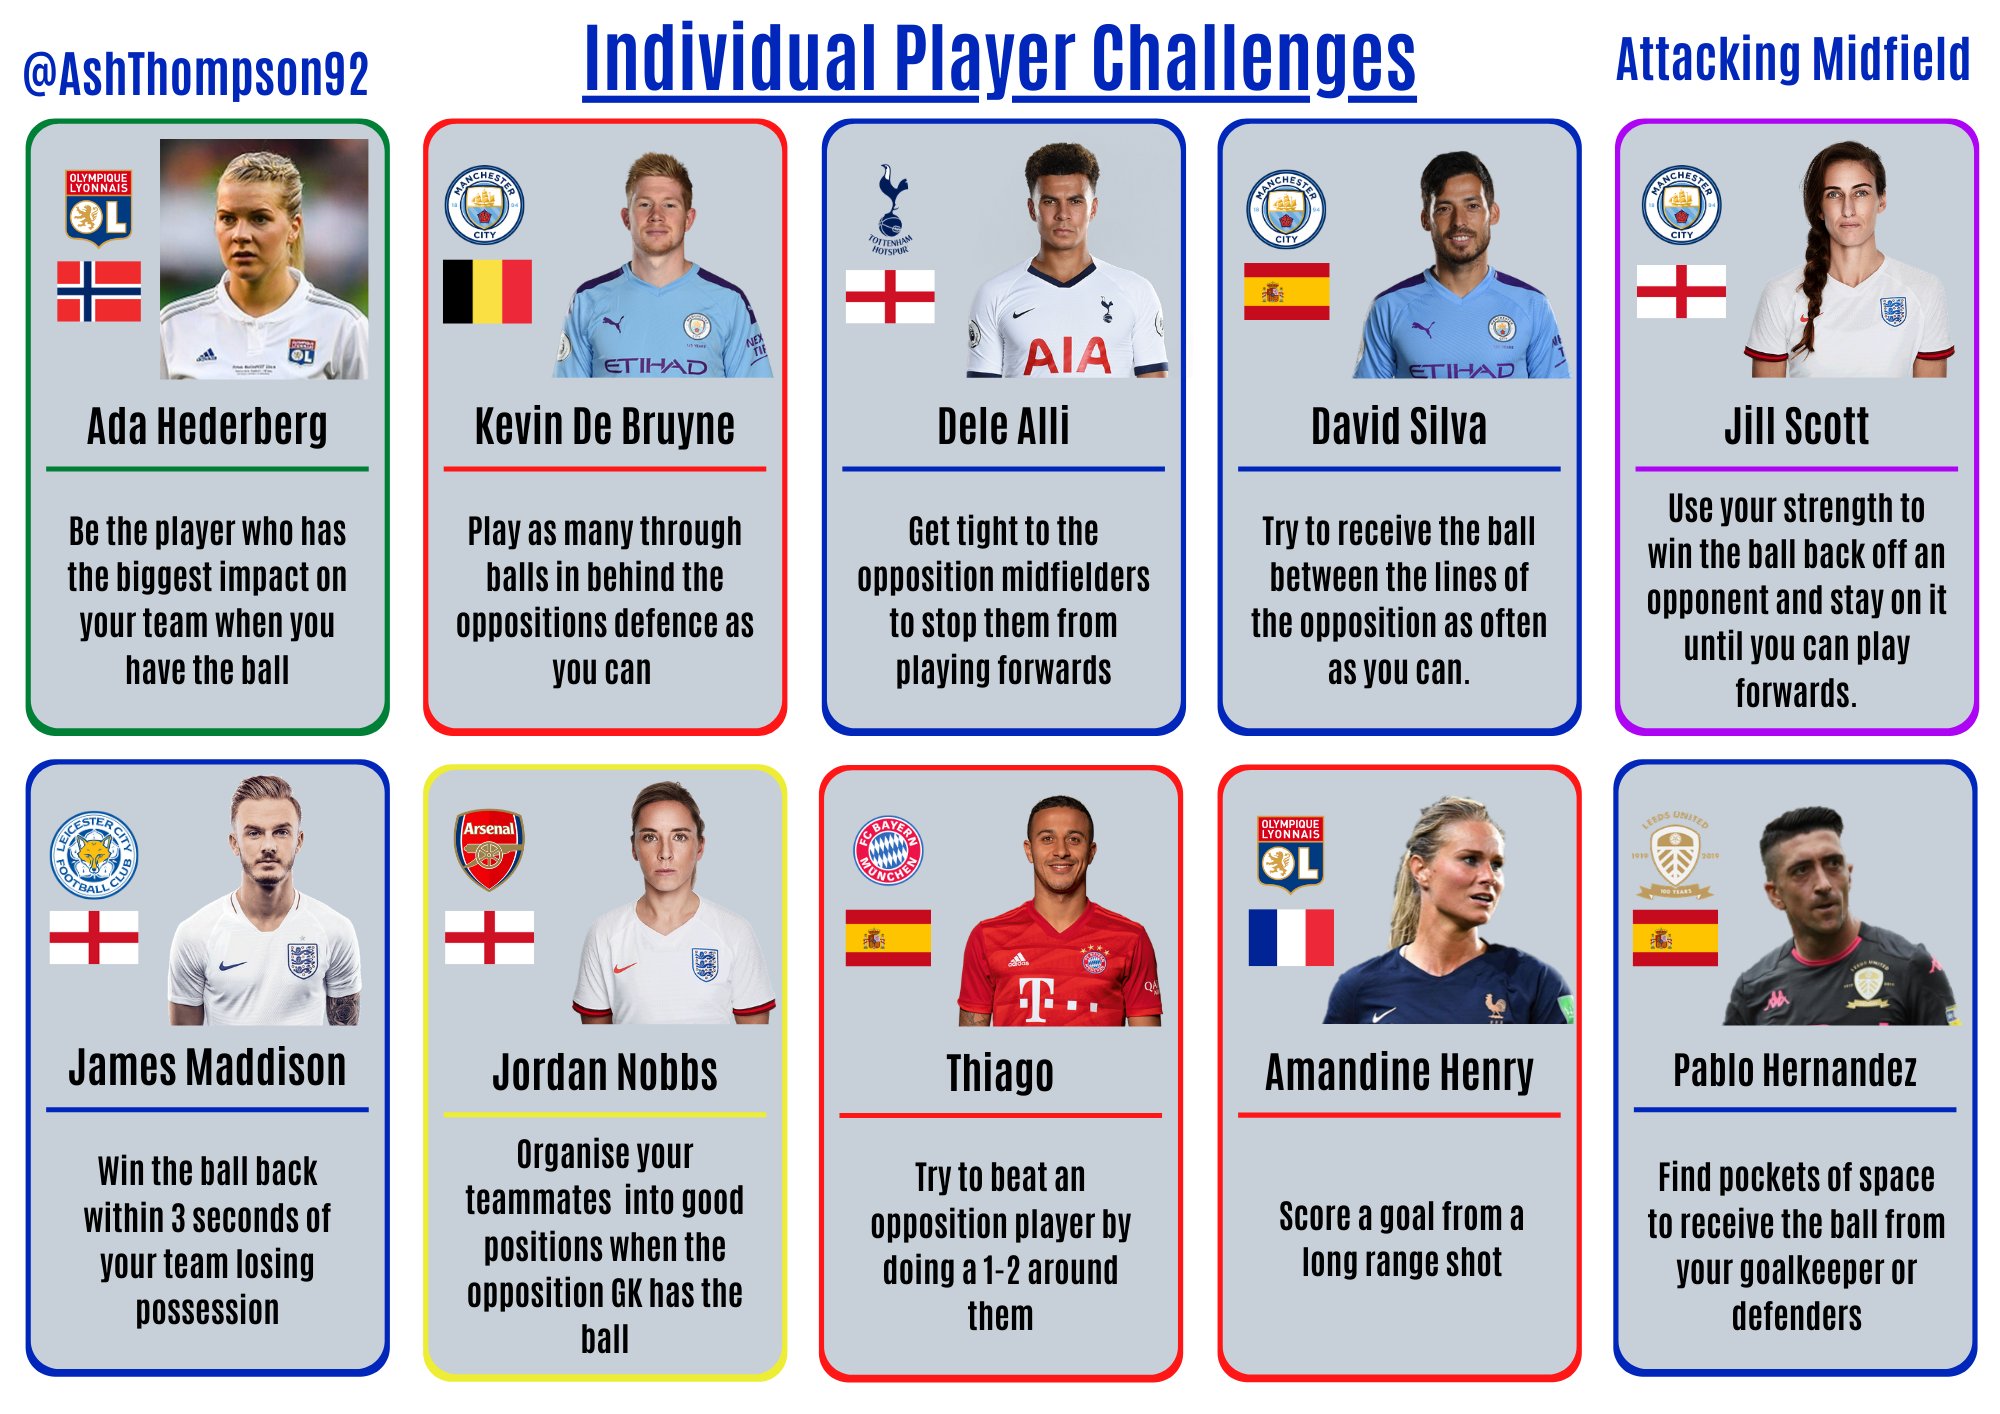 @AshThompson92
Individual Player Challenges
Attacking Midfield
OLYMPIQUE
LYONNAIS
OL
Ada Hederberg
Be the player who has
the biggest impact on
your team when you
have the ball
MANCHESTER
18 94
CITY
ETIHAD
Kevin De Bruyne
Play as many through
balls in behind the
oppositions defence as
you can
TOTTENHAM
HOTSPUR
AIA
Dele Alli
Get tight to the
opposition midfielders
to stop them from
playing forwards
MANCHESTER
18 94
CITY
ETIHAD
David Silva
Try to receive the ball
between the lines of
the opposition as often
as you can.
MANCHESTER
18 94
CITY
Jill Scott
Use your strength to
win the ball back off an
opponent and stay on it
until you can play
forwards.
LEICESTER CITY
FOOTBALL CLUB
James Maddison
Win the ball back
within 3 seconds of
your team losing
possession
Arsenal
Jordan Nobbs
Organise your
teammates  into good
positions when the
opposition GK has the
ball
FC BAYERN
MÜNCHEN
adidas
T
Thiago
Try to beat an
opposition player by
doing a 1-2 around
them
OLYMPIQUE
LYONNAIS
OL
Amandine Henry
Score a goal from a
long range shot
LEEDS UNITED
1919 2019
100 YEARS
LEEDS UNITED
Pablo Hernandez
Find pockets of space
to receive the ball from
your goalkeeper or
defenders